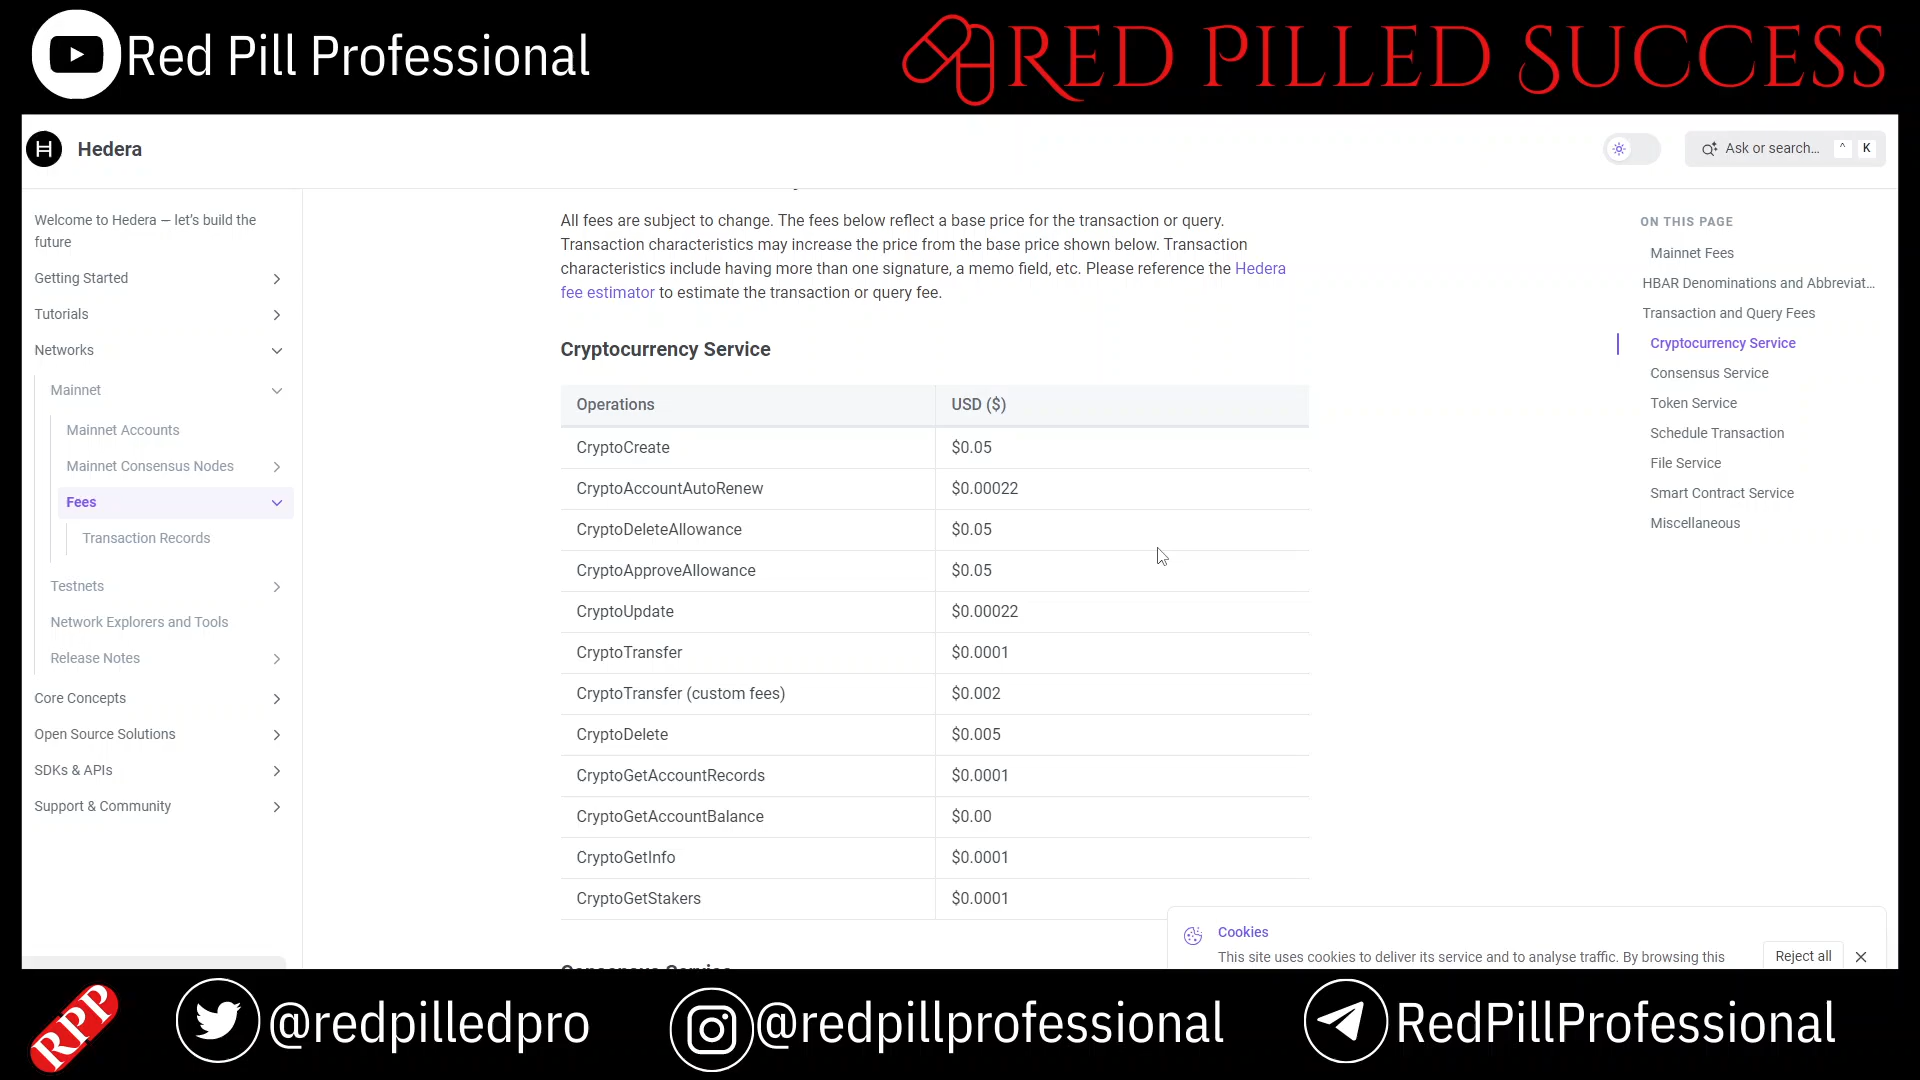 Red Pill Professional
RED PILLED SUCCESS
Hedera
Ask or search...
^
K
Welcome to Hedera — let's build the
future
Getting Started
Tutorials
Networks
Mainnet
Mainnet Accounts
Mainnet Consensus Nodes
Fees
Transaction Records
Testnets
Network Explorers and Tools
Release Notes
Core Concepts
Open Source Solutions
SDKs & APIs
Support & Community
All fees are subject to change. The fees below reflect a base price for the transaction or query.
Transaction characteristics may increase the price from the base price shown below. Transaction
characteristics include having more than one signature, a memo field, etc. Please reference the Hedera
fee estimator to estimate the transaction or query fee.
Cryptocurrency Service
Operations USD ($)
CryptoCreate $0.05
CryptoAccountAutoRenew $0.00022
CryptoDeleteAllowance $0.05
CryptoApproveAllowance $0.05
CryptoUpdate $0.00022
CryptoTransfer $0.0001
CryptoTransfer (custom fees) $0.002
CryptoDelete $0.005
CryptoGetAccountRecords $0.0001
CryptoGetAccountBalance $0.00
CryptoGetInfo $0.0001
CryptoGetStakers $0.0001
Consensus Service
ON THIS PAGE
Mainnet Fees
HBAR Denominations and Abbreviat...
Transaction and Query Fees
Cryptocurrency Service
Consensus Service
Token Service
Schedule Transaction
File Service
Smart Contract Service
Miscellaneous
Cookies
This site uses cookies to deliver its service and to analyse traffic. By browsing this
Reject all
RPP
@redpilledpro
@redpillprofessional
RedPillProfessional